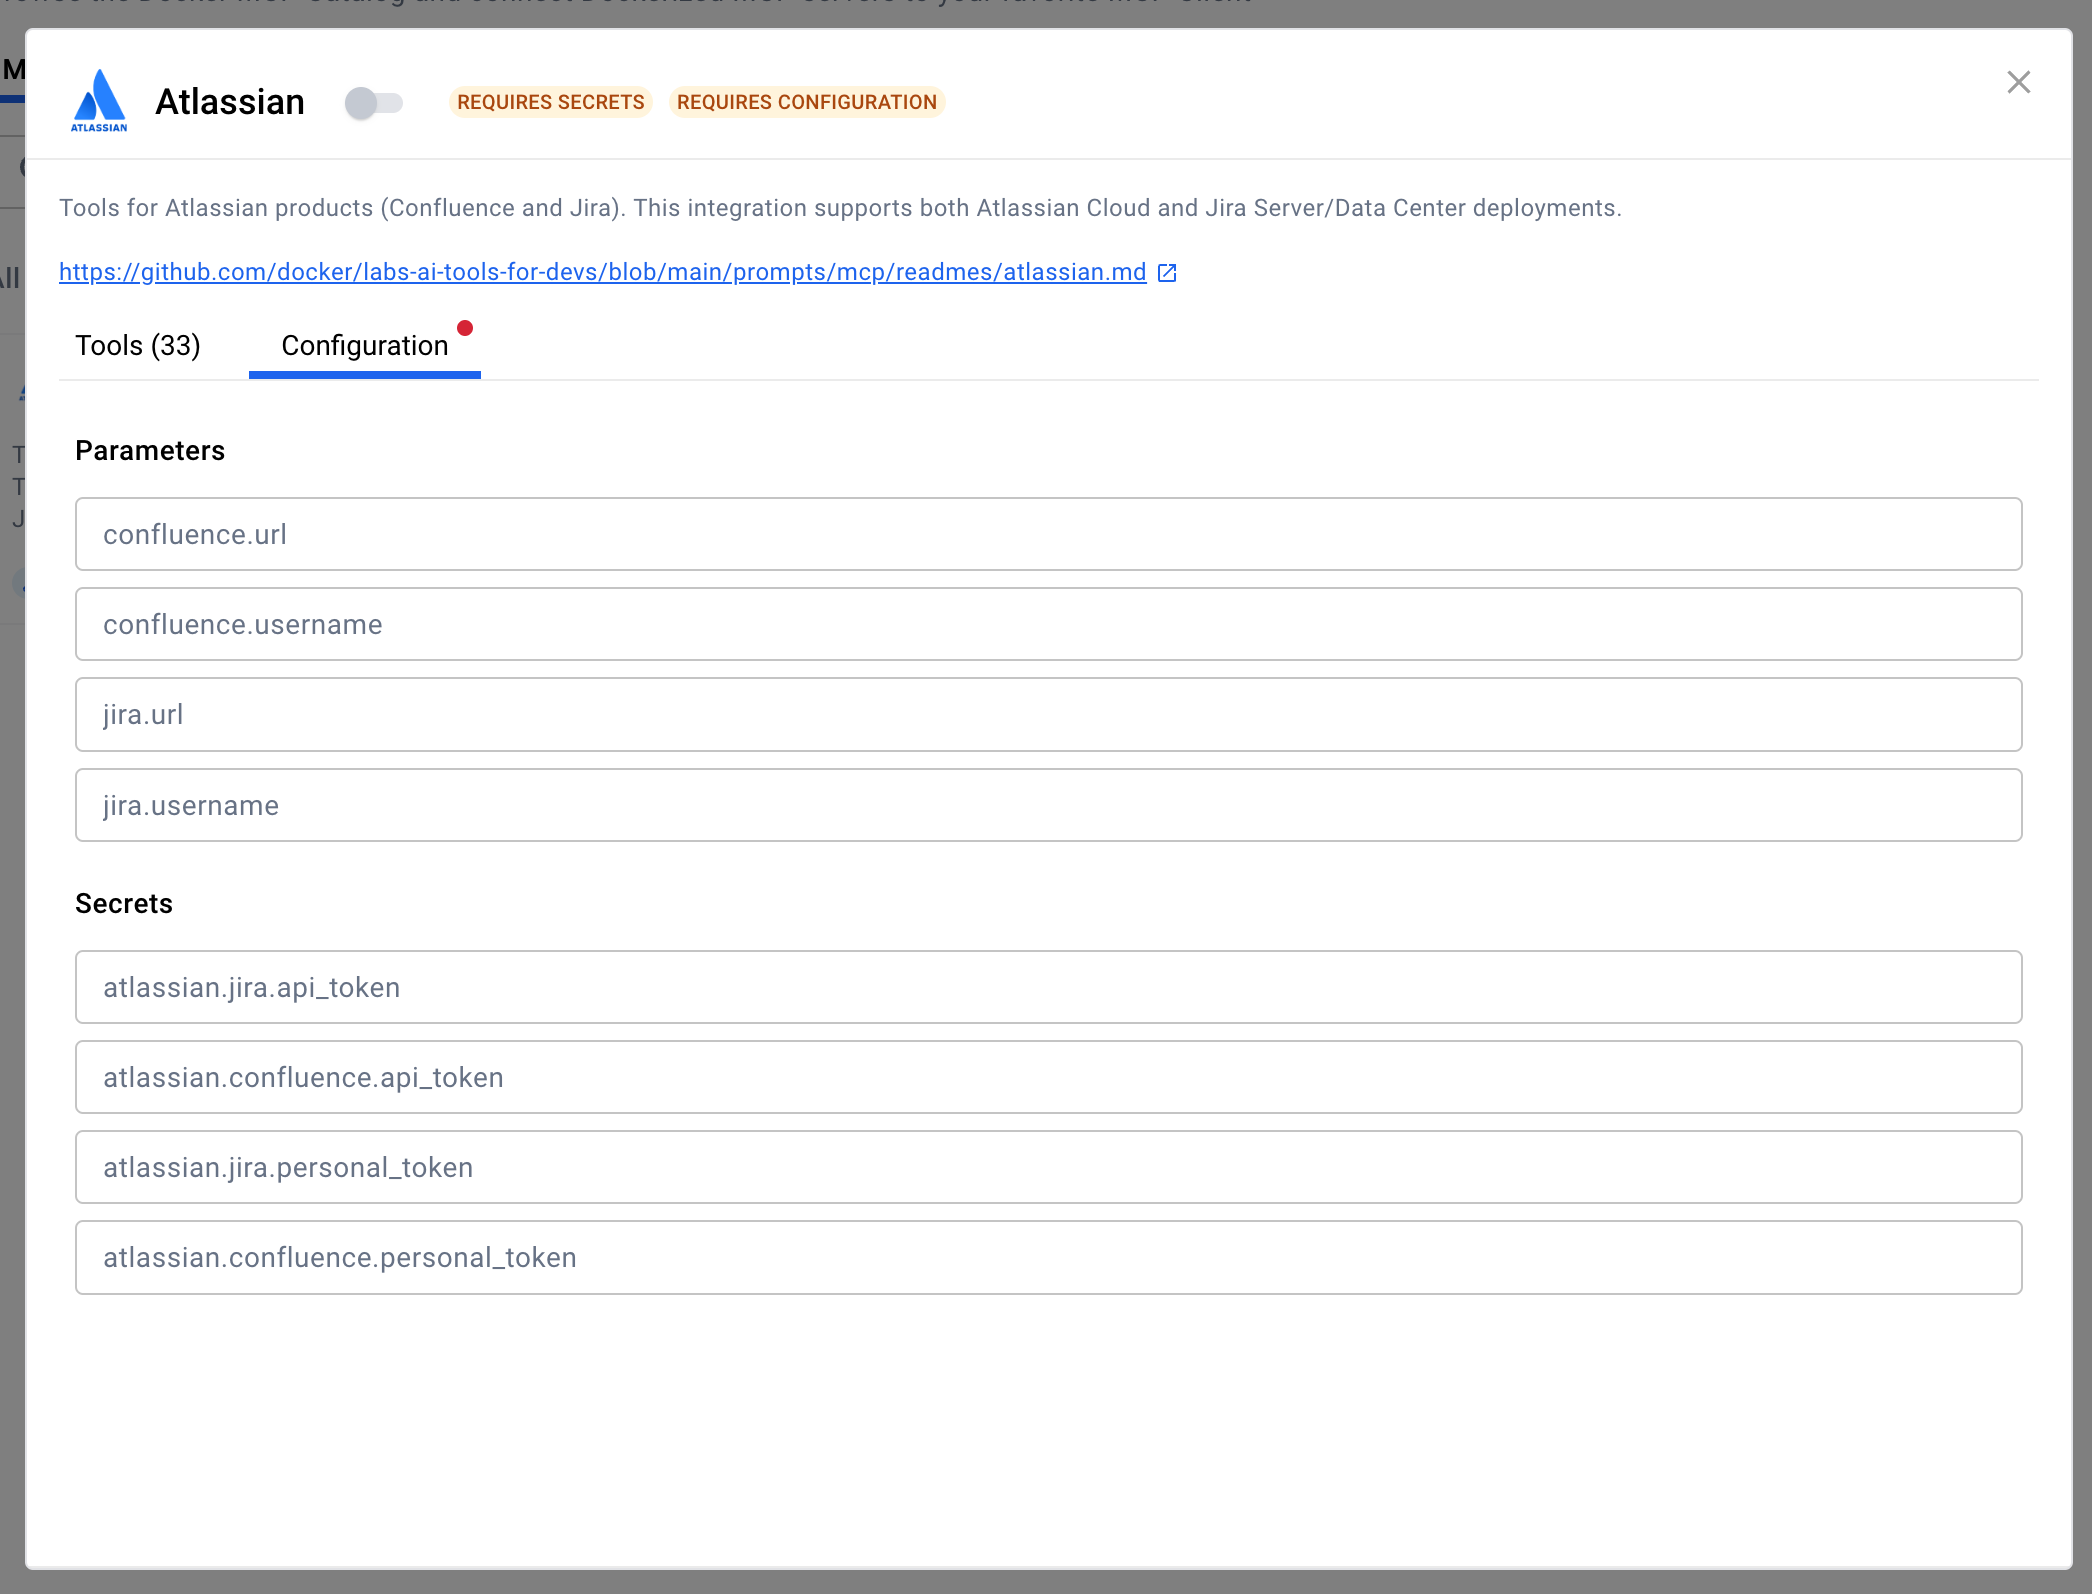 Atlassian
REQUIRES SECRETS
REQUIRES CONFIGURATION
ATLASSIAN
Tools for Atlassian products (Confluence and Jira). This integration supports both Atlassian Cloud and Jira Server/Data Center deployments.
https://github.com/docker/labs-ai-tools-for-devs/blob/main/prompts/mcp/readmes/atlassian.md
Tools (33)
Configuration
Parameters
confluence.url
confluence.username
jira.url
jira.username
Secrets
atlassian.jira.api_token
atlassian.confluence.api_token
atlassian.jira.personal_token
atlassian.confluence.personal_token